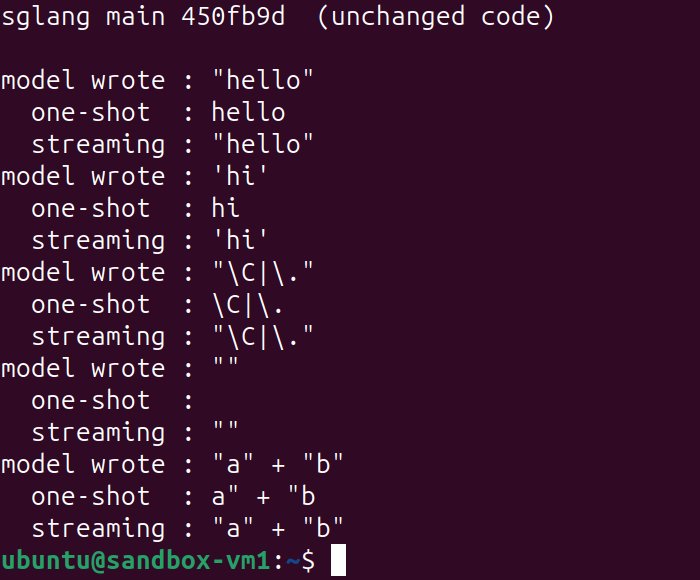 sglang main 450fb9d  (unchanged code)

model wrote : "hello"
  one-shot  : hello
  streaming : "hello"
model wrote : 'hi'
  one-shot  : hi
  streaming : 'hi'
model wrote : "\C|\."
  one-shot  : \C|\.
  streaming : "\C|\."
model wrote : ""
  one-shot  :
  streaming : ""
model wrote : "a" + "b"
  one-shot  : a" + "b
  streaming : "a" + "b"
ubuntu@sandbox-vm1:~$